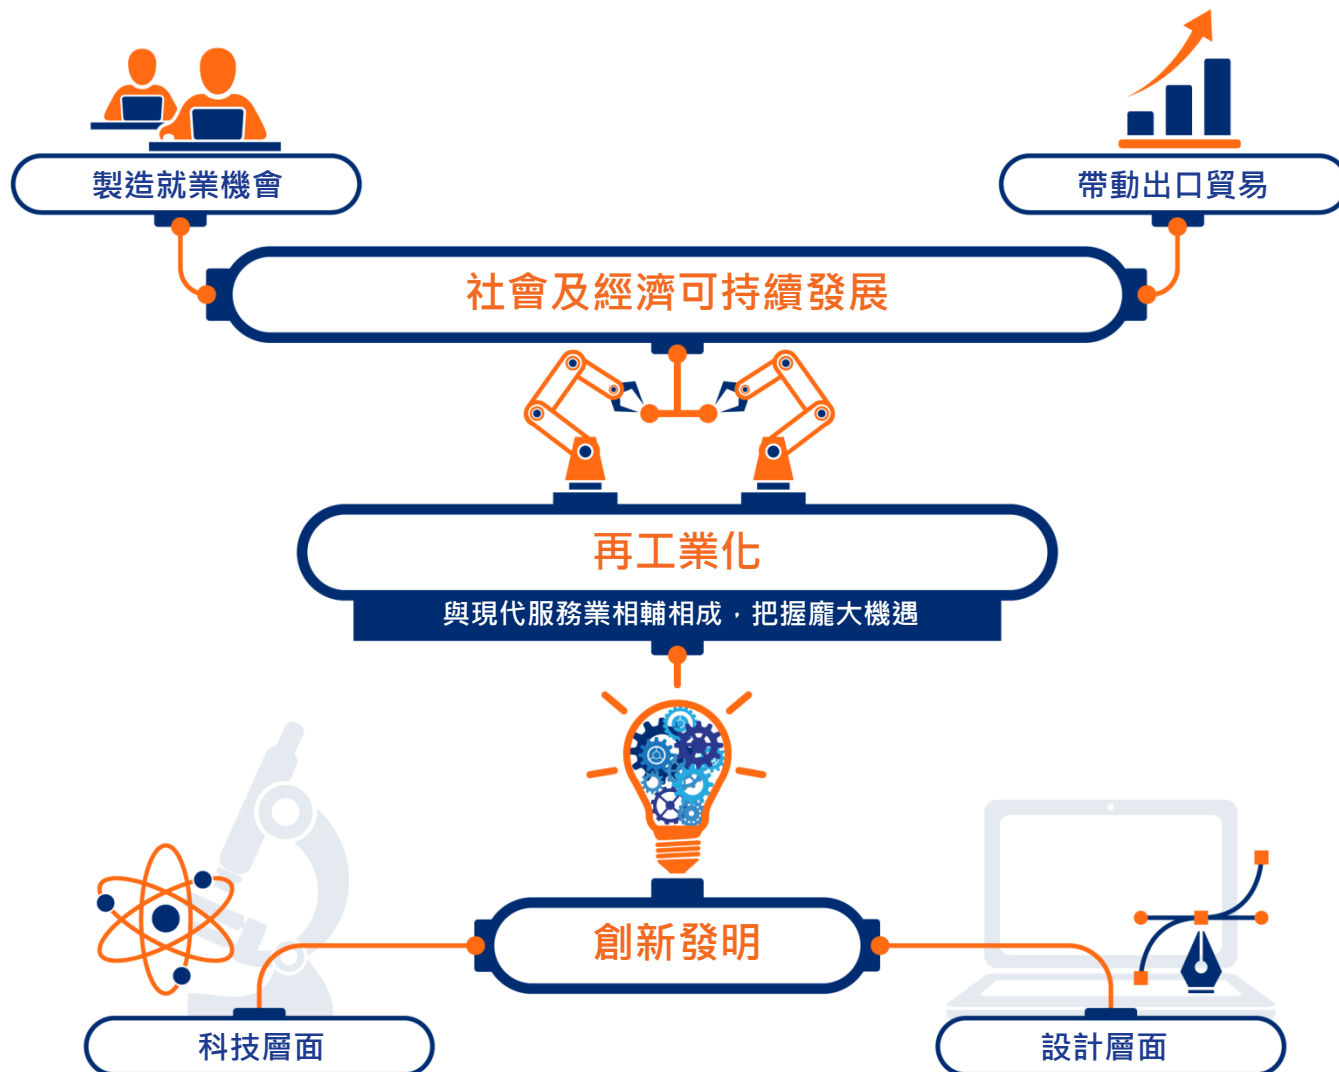 製造就業機會
帶動出口貿易
社會及經濟可持續發展
再工業化
與現代服務業相輔相成，把握龐大機遇
創新發明
科技層面
設計層面